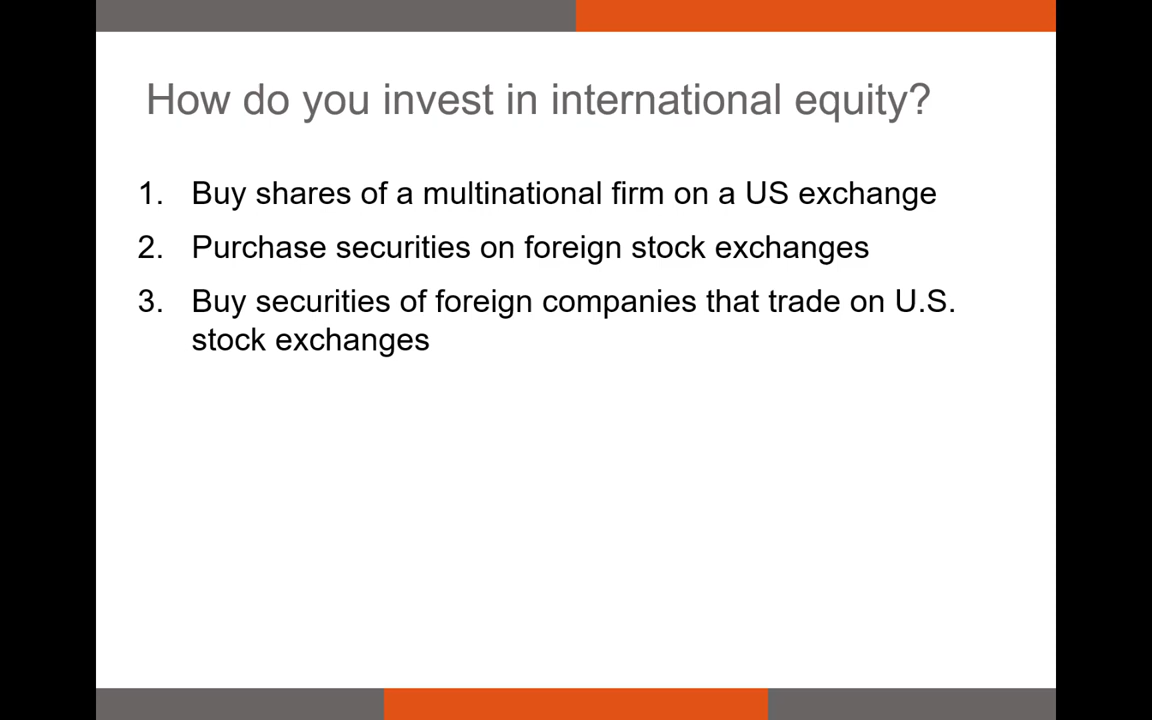 How do you invest in international equity?
1. Buy shares of a multinational firm on a US exchange
2. Purchase securities on foreign stock exchanges
3. Buy securities of foreign companies that trade on U.S.
stock exchanges